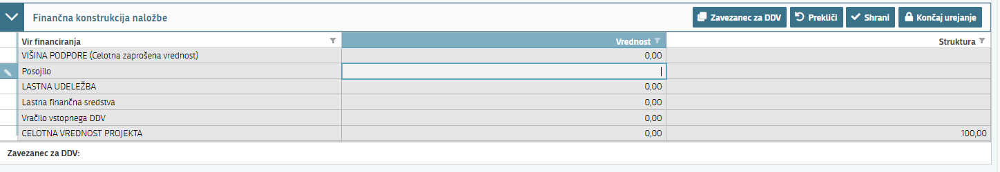 Finančna konstrukcija naložbe Zavezanec za DDV Prekliči Shrani Končaj urejanje
Vir financiranja Vrednost Struktura
VIŠINA PODPORE (Celotna zaprošena vrednost) 0,00
Posojilo
LASTNA UDELEŽBA 0,00
Lastna finančna sredstva 0,00
Vračilo vstopnega DDV 0,00
CELOTNA VREDNOST PROJEKTA 0,00 100,00
Zavezanec za DDV: